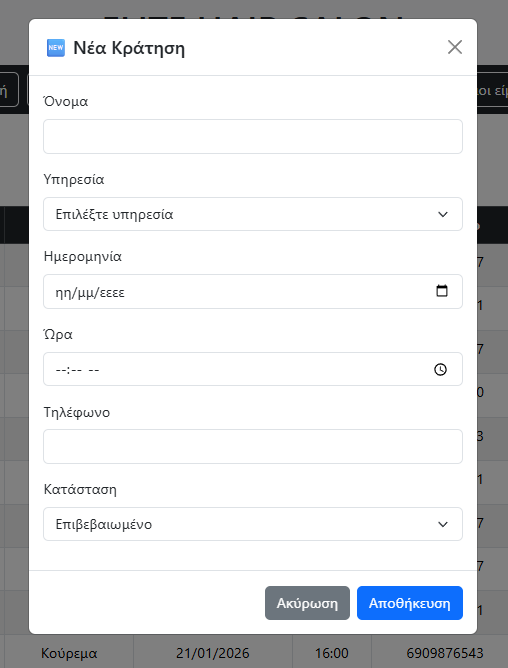 NEW Νέα Κράτηση
Όνομα
Υπηρεσία
Επιλέξτε υπηρεσία
Ημερομηνία
ηη/μμ/εεεε
Ώρα
--:-- --
Τηλέφωνο
Κατάσταση
Επιβεβαιωμένο
Ακύρωση Αποθήκευση
Κούρεμα 21/01/2026 16:00 6909876543